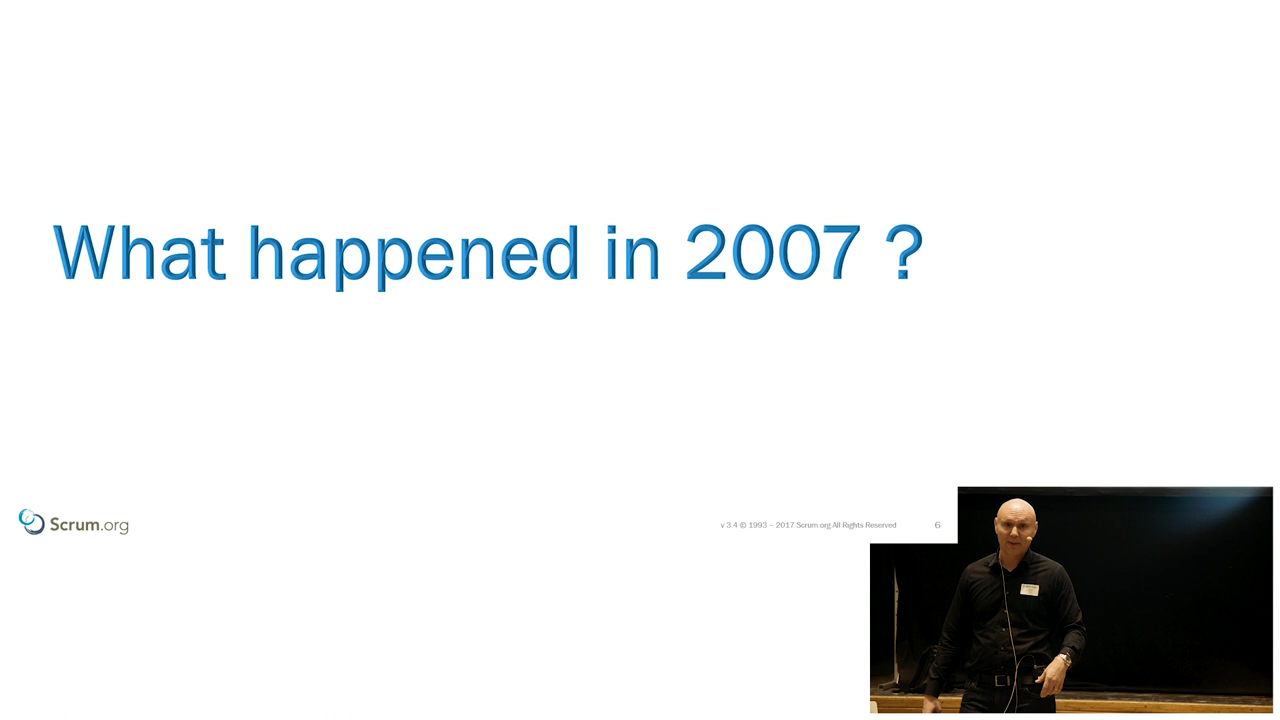 What happened in 2007 ?
Scrum.org
v 3.4 © 1993 – 2017 Scrum.org All Rights Reserved
6